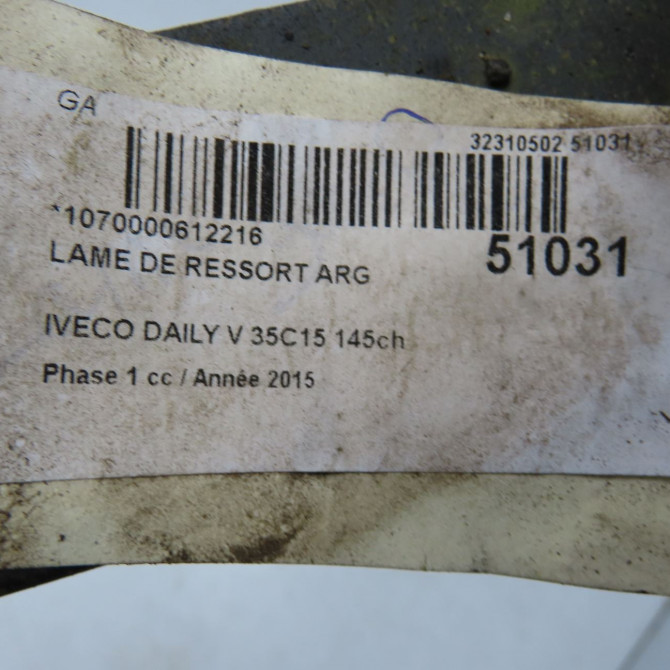 GA
32310502 51031
*1070000612216
51031
LAME DE RESSORT ARG
IVECO DAILY V 35C15 145ch
Phase 1 cc / Année 2015